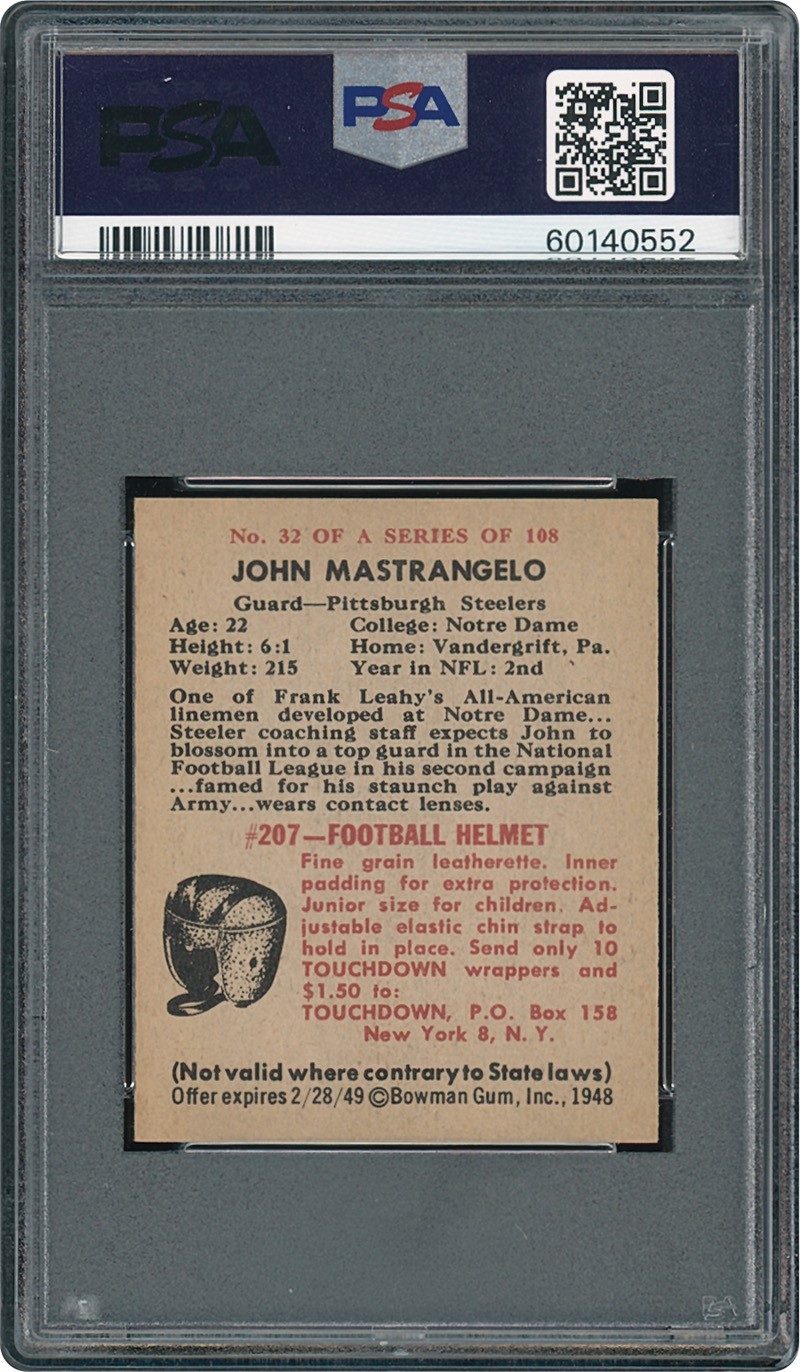 PSA
PSA
60140552
No. 32 OF A SERIES OF 108
JOHN MASTRANGELO
Guard—Pittsburgh Steelers
Age: 22 College: Notre Dame
Height: 6:1 Home: Vandergrift, Pa.
Weight: 215 Year in NFL: 2nd
One of Frank Leahy's All-American
linemen developed at Notre Dame...
Steeler coaching staff expects John to
blossom into a top guard in the National
Football League in his second campaign
...famed for his staunch play against
Army...wears contact lenses.
#207—FOOTBALL HELMET
Fine grain leatherette. Inner
padding for extra protection.
Junior size for children. Ad-
justable elastic chin strap to
hold in place. Send only 10
TOUCHDOWN wrappers and
$1.50 to:
TOUCHDOWN, P.O. Box 158
New York 8, N. Y.
(Not valid where contrary to State laws)
Offer expires 2/28/49 ©Bowman Gum, Inc., 1948
PSA